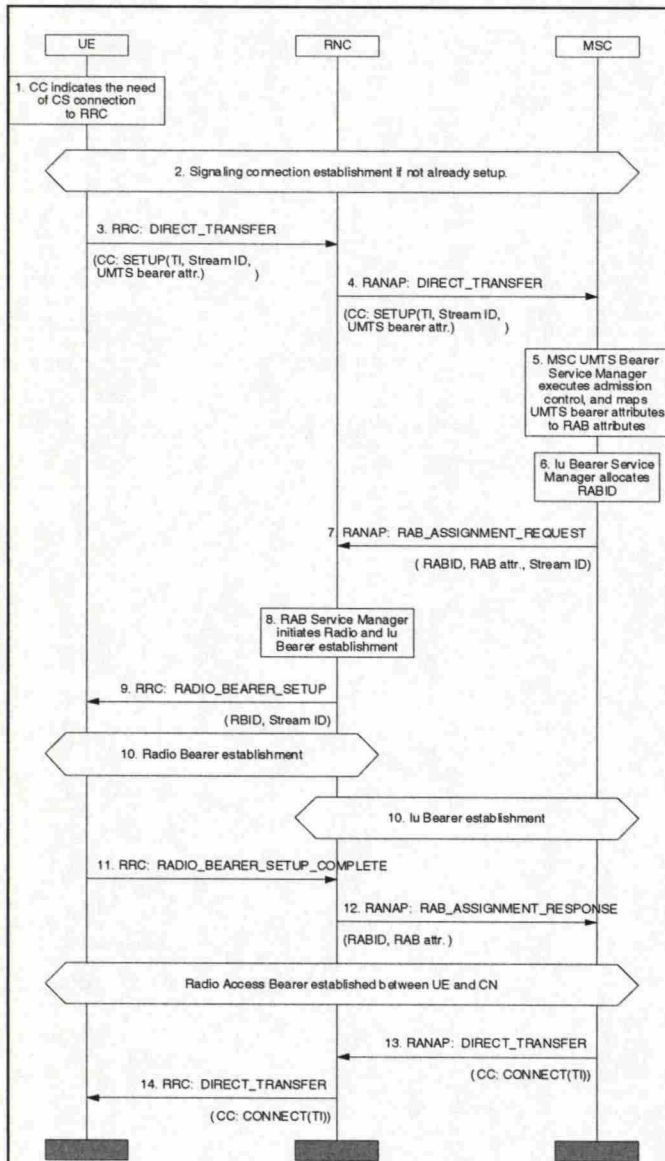 UE
RNC
MSC
1. CC indicates the need
of CS connection
to RRC
2. Signaling connection establishment if not already setup.
3. RRC: DIRECT_TRANSFER
(CC: SETUP(TI, Stream ID,
UMTS bearer attr.) )
4. RANAP: DIRECT_TRANSFER
(CC: SETUP(TI, Stream ID,
UMTS bearer attr.) )
5. MSC UMTS Bearer
Service Manager
executes admission
control, and maps
UMTS bearer attributes
to RAB attributes
6. Iu Bearer Service
Manager allocates
RABID
7. RANAP: RAB_ASSIGNMENT_REQUEST
( RABID, RAB attr., Stream ID)
8. RAB Service Manager
initiates Radio and Iu
Bearer establishment
9. RRC: RADIO_BEARER_SETUP
(RBID, Stream ID)
10. Radio Bearer establishment
10. Iu Bearer establishment
11. RRC: RADIO_BEARER_SETUP_COMPLETE
12. RANAP: RAB_ASSIGNMENT_RESPONSE
(RABID, RAB attr.)
Radio Access Bearer established between UE and CN
13. RANAP: DIRECT_TRANSFER
(CC: CONNECT(TI))
14. RRC: DIRECT_TRANSFER
(CC: CONNECT(TI))